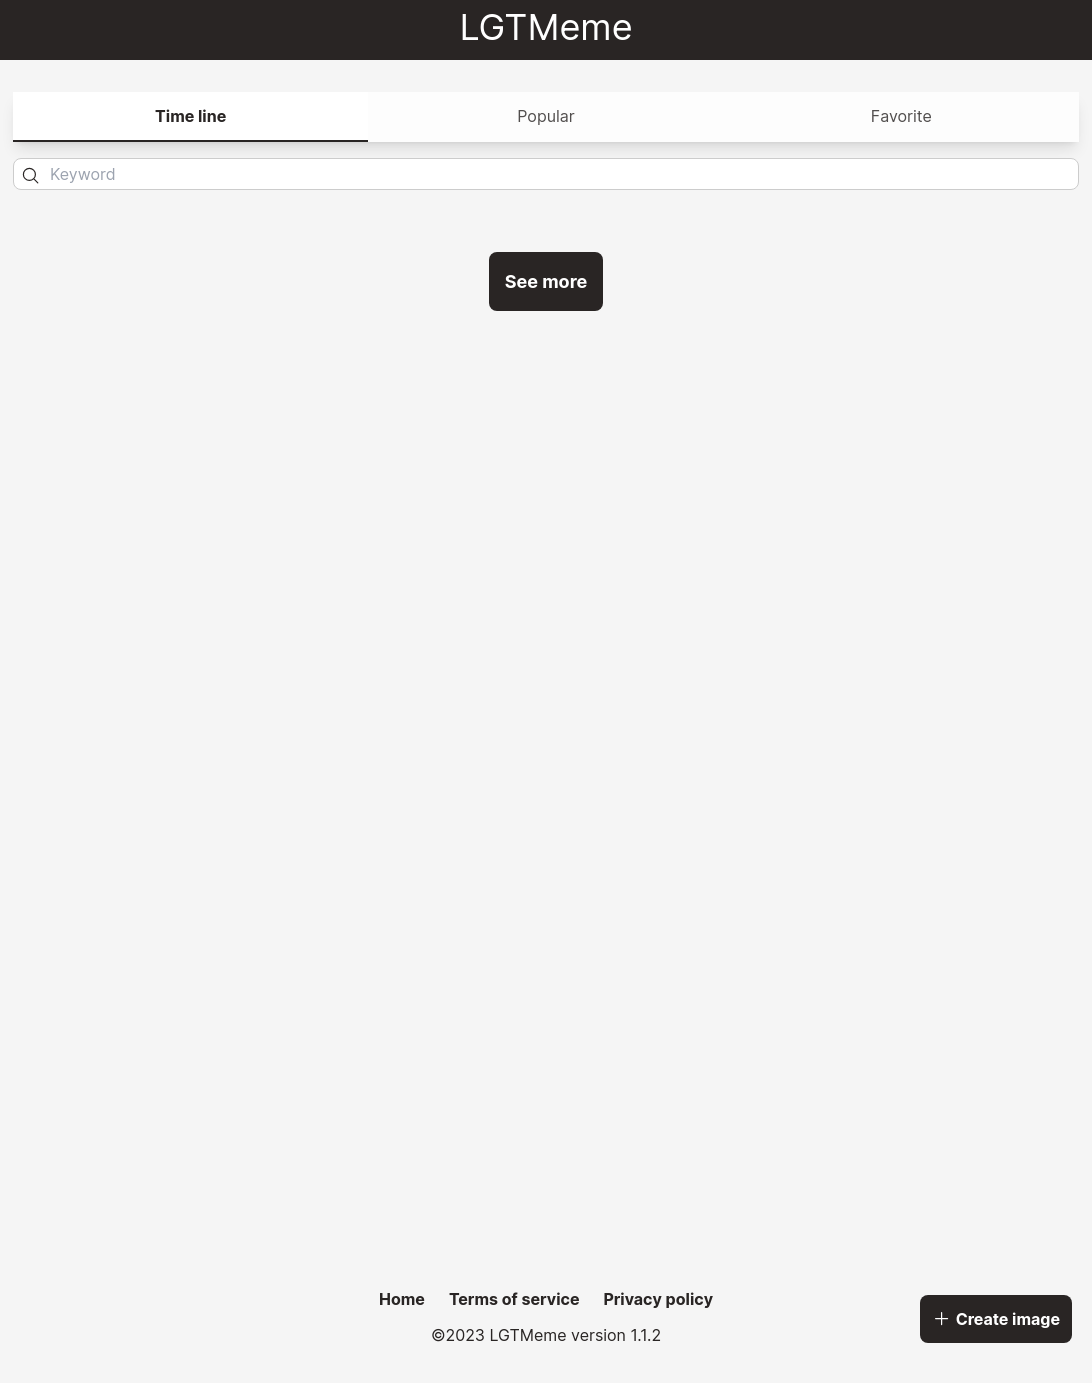 LGTMeme
Time line Popular Favorite
Keyword
See more
Home Terms of service Privacy policy
©2023 LGTMeme version 1.1.2
Create image